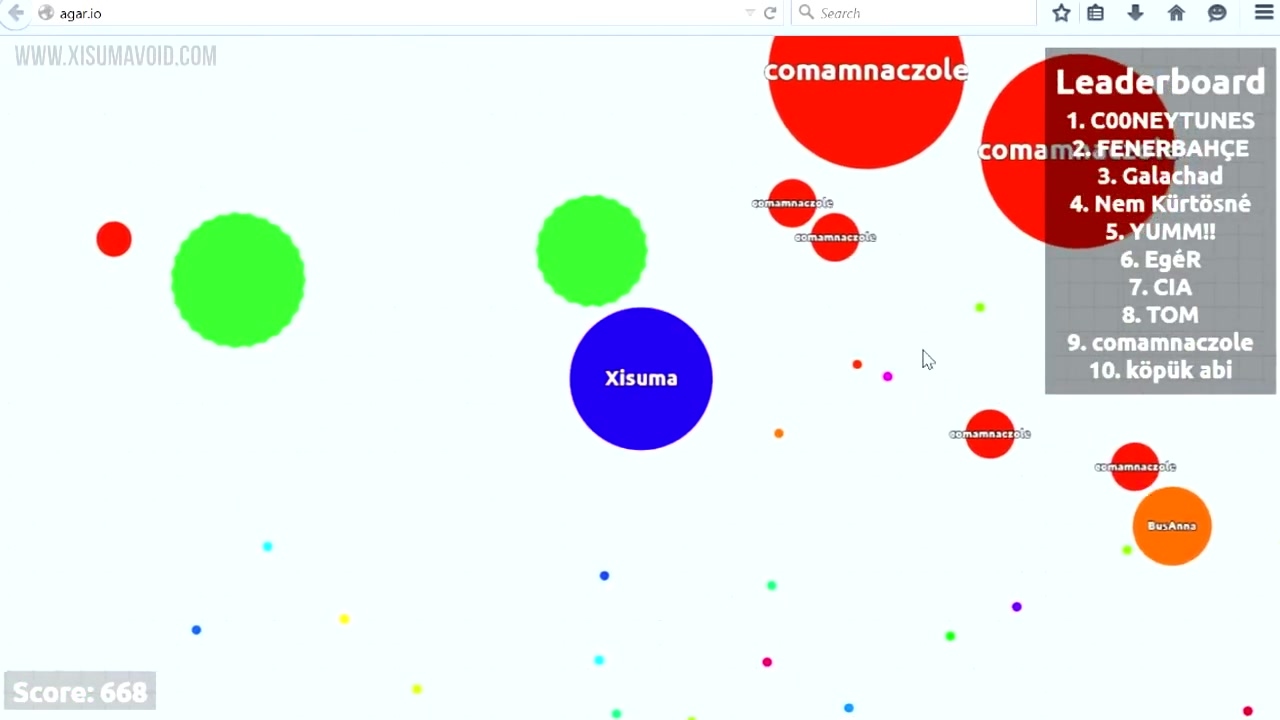 agar.io
Search
WWW.XISUMAVOID.COM
comamnaczole
comamnaczole
Leaderboard
1. C00NEYTUNES
2. FENERBAHÇE
3. Galachad
4. Nem Kürtösné
5. YUMM!!
6. EgéR
7. CIA
8. TOM
9. comamnaczole
10. köpük abi
comamnaczole
comamnaczole
Xisuma
comamnaczole
comamnaczole
BusAnna
Score: 668